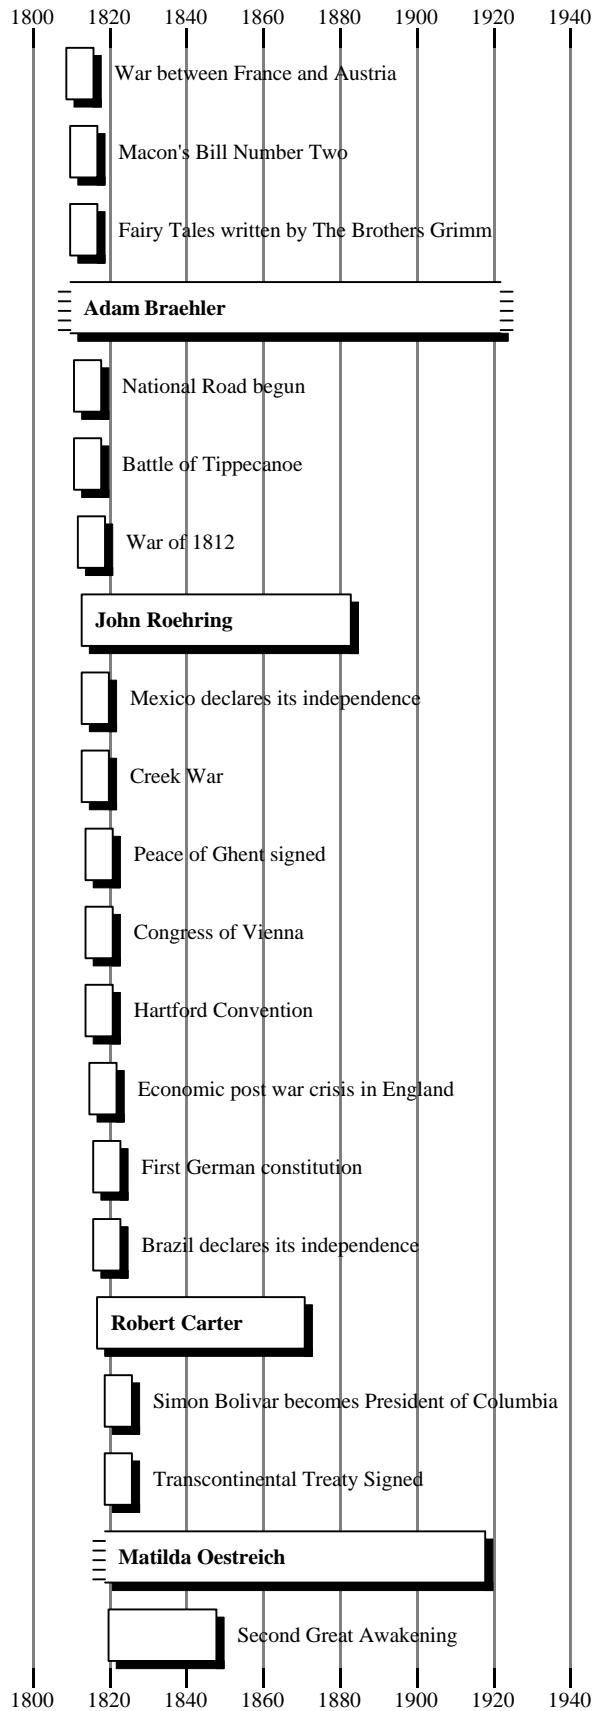 1800 1820 1840 1860 1880 1900 1920 1940
War between France and Austria
Macon's Bill Number Two
Fairy Tales written by The Brothers Grimm
Adam Braehler
National Road begun
Battle of Tippecanoe
War of 1812
John Roehring
Mexico declares its independence
Creek War
Peace of Ghent signed
Congress of Vienna
Hartford Convention
Economic post war crisis in England
First German constitution
Brazil declares its independence
Robert Carter
Simon Bolivar becomes President of Columbia
Transcontinental Treaty Signed
Matilda Oestreich
Second Great Awakening
1800 1820 1840 1860 1880 1900 1920 1940